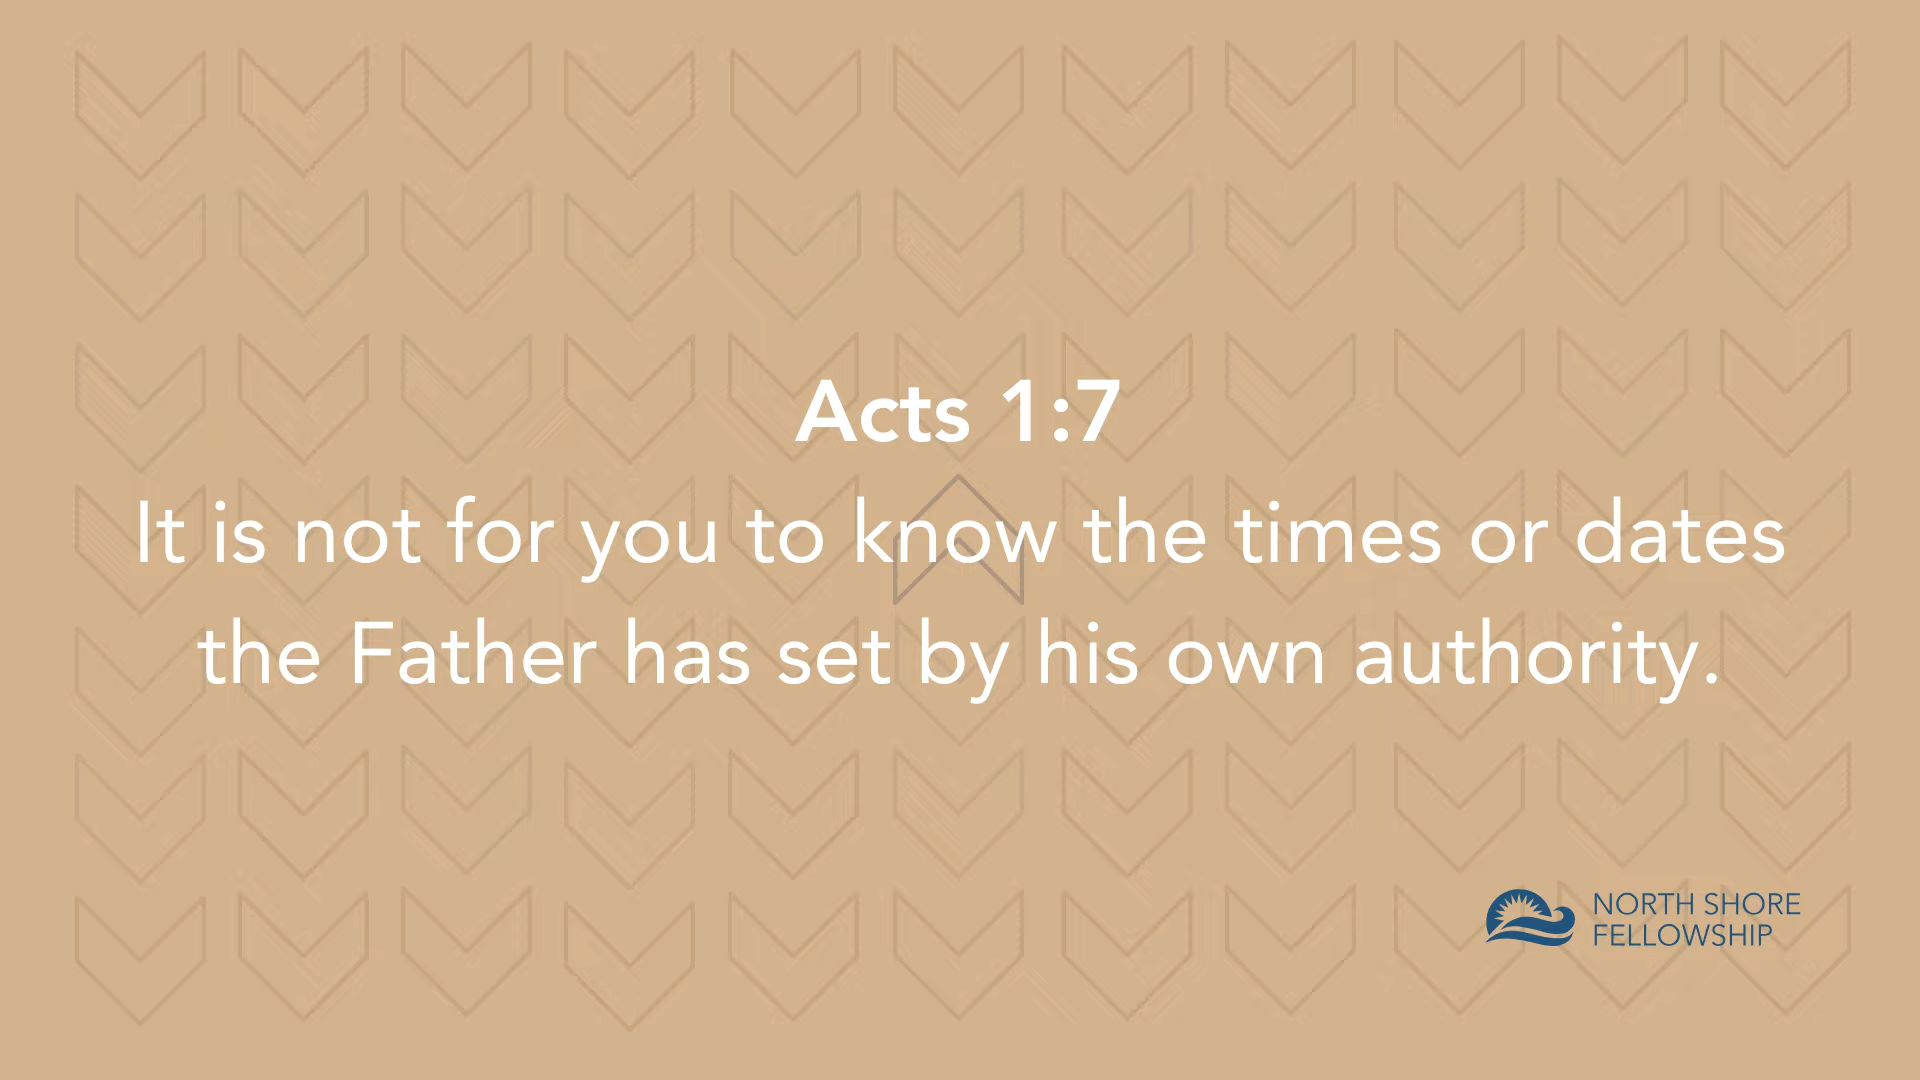 Acts 1:7
It is not for you to know the times or dates
the Father has set by his own authority.
NORTH SHORE
FELLOWSHIP